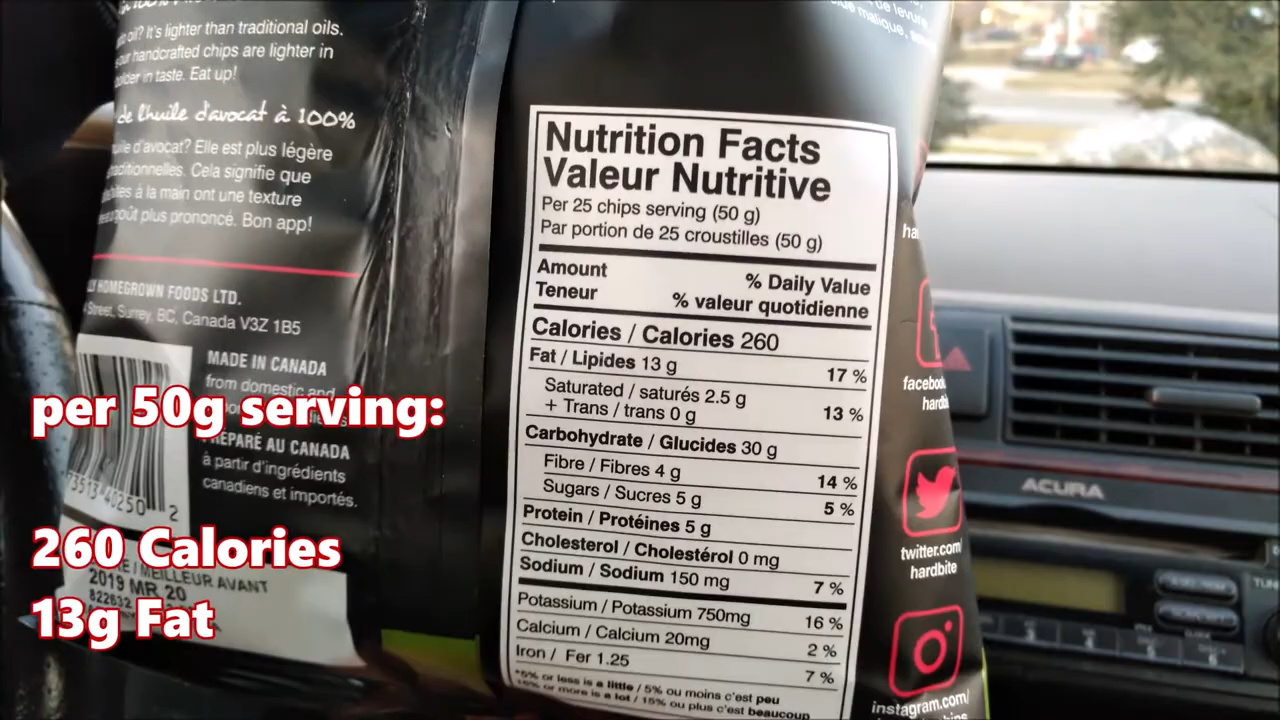 oil? It's lighter than traditional oils.
our handcrafted chips are lighter in
bolder in taste. Eat up!
de l'huile d'avocat à 100%
d'avocat? Elle est plus légère
traditionnelles. Cela signifie que
à la main ont une texture
goût plus prononcé. Bon app!
HOMEGROWN FOODS LTD.
Street, Surrey, BC, Canada V3Z 1B5
MADE IN CANADA
from domestic and
PRÉPARÉ AU CANADA
à partir d'ingrédients
canadiens et importés.
73513 40250 2
MEILLEUR AVANT
2019 MR 20
822632
per 50g serving:
260 Calories
13g Fat
de levure
malique,
Nutrition Facts
Valeur Nutritive
Per 25 chips serving (50 g)
Par portion de 25 croustilles (50 g)
Amount
Teneur
% Daily Value
% valeur quotidienne
Calories / Calories 260
Fat / Lipides 13 g 17 %
Saturated / saturés 2.5 g
+ Trans / trans 0 g 13 %
Carbohydrate / Glucides 30 g
Fibre / Fibres 4 g 14 %
Sugars / Sucres 5 g 5 %
Protein / Protéines 5 g
Cholesterol / Cholestérol 0 mg
Sodium / Sodium 150 mg 7 %
Potassium / Potassium 750mg 16 %
Calcium / Calcium 20mg 2 %
Iron / Fer 1.25 7 %
*5% or less is a little / 5% ou moins c'est peu
15% or more is a lot / 15% ou plus c'est beaucoup
facebook
twitter.com/
hardbite
instagram.com/
ACURA